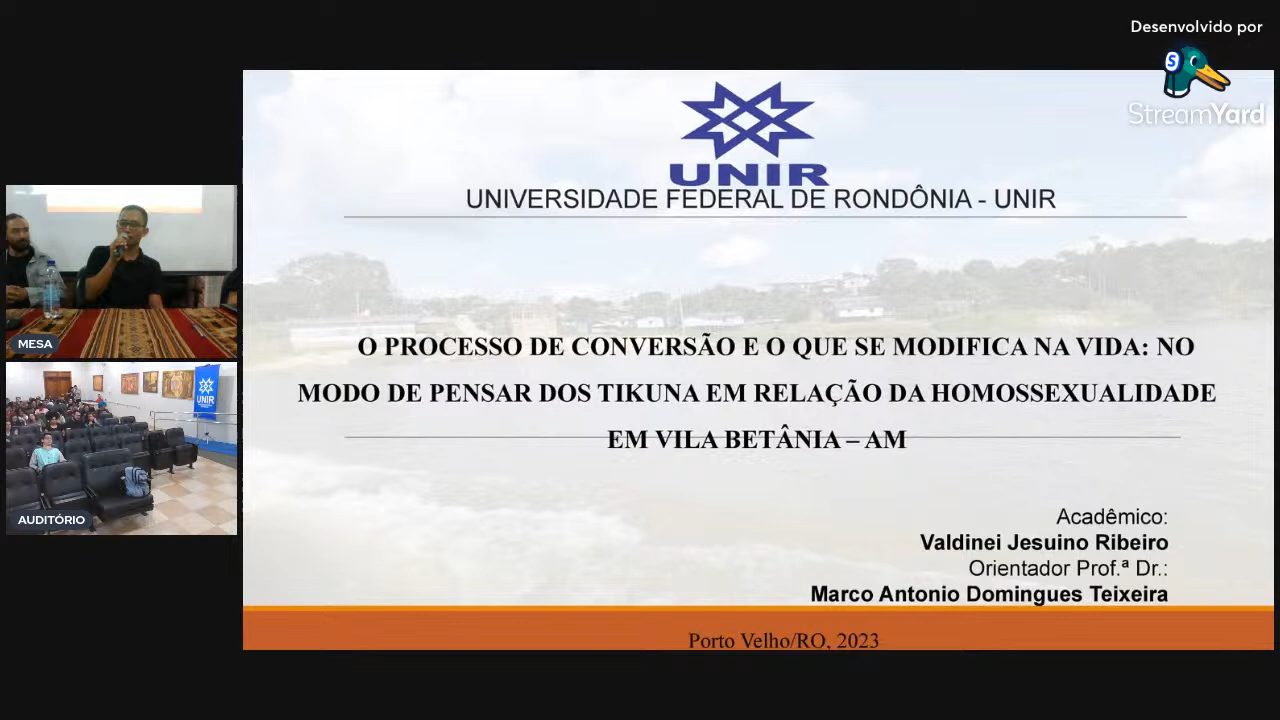 Desenvolvido por
StreamYard
UNIR
UNIVERSIDADE FEDERAL DE RONDÔNIA - UNIR
O PROCESSO DE CONVERSÃO E O QUE SE MODIFICA NA VIDA: NO
MODO DE PENSAR DOS TIKUNA EM RELAÇÃO DA HOMOSSEXUALIDADE
EM VILA BETÂNIA – AM
Acadêmico:
Valdinei Jesuino Ribeiro
Orientador Prof.ª Dr.:
Marco Antonio Domingues Teixeira
Porto Velho/RO, 2023
MESA
UNIR
AUDITÓRIO